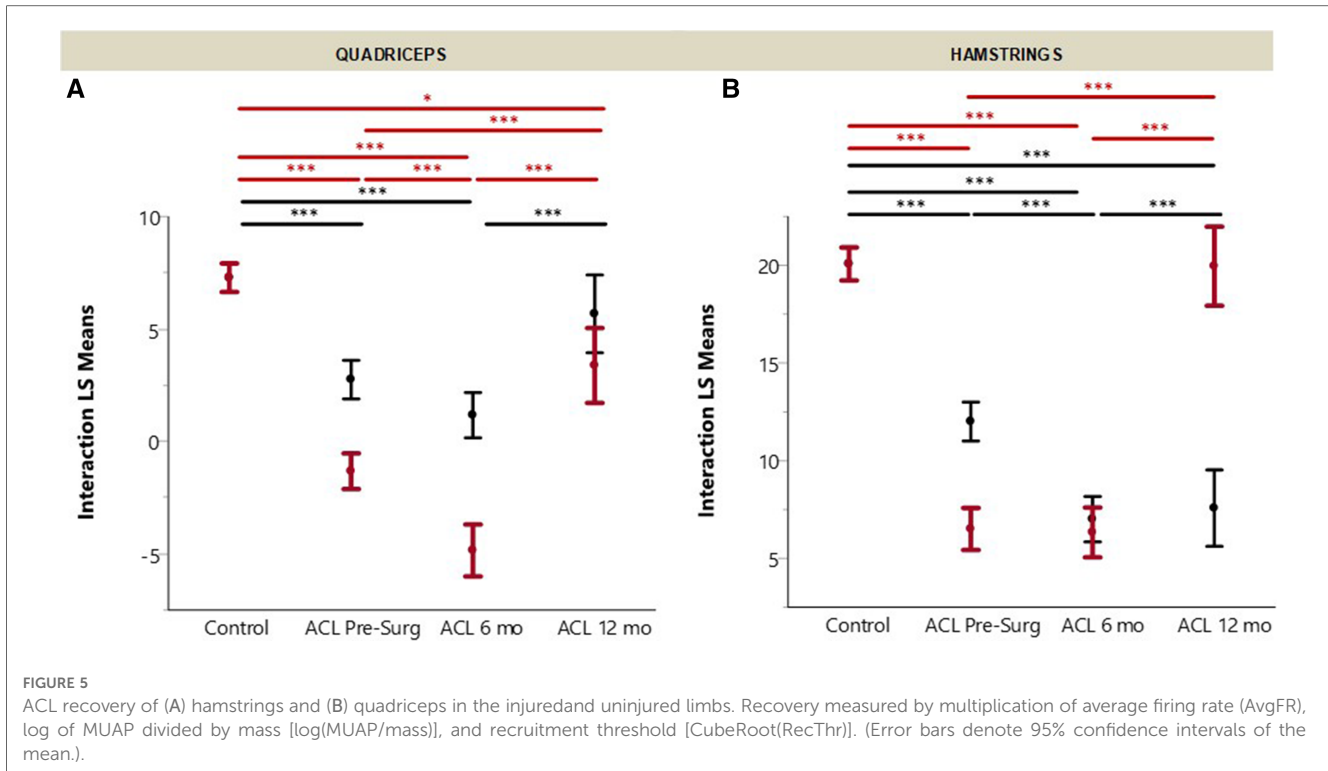 QUADRICEPS HAMSTRINGS
A B
*
***
***
*** *** ***
***
*** ***
***
***
*** ***
***
***
*** *** ***
Interaction LS Means
10
5
0
-5
Control ACL Pre-Surg ACL 6 mo ACL 12 mo
Interaction LS Means
20
15
10
5
Control ACL Pre-Surg ACL 6 mo ACL 12 mo
FIGURE 5
ACL recovery of (A) hamstrings and (B) quadriceps in the injuredand uninjured limbs. Recovery measured by multiplication of average firing rate (AvgFR),
log of MUAP divided by mass [log(MUAP/mass)], and recruitment threshold [CubeRoot(RecThr)]. (Error bars denote 95% confidence intervals of the
mean.).